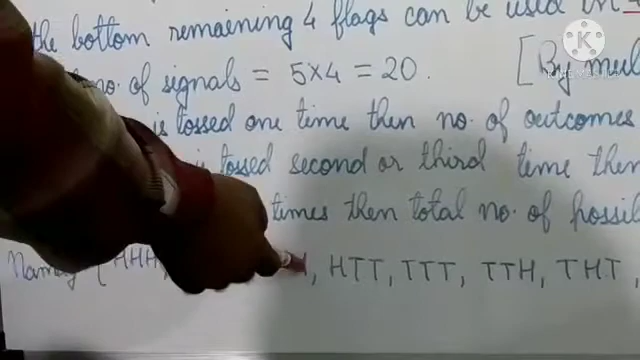 the bottom remaining 4 flags can be used in
no. of signals = 5×4 = 20. [By mul
is tossed one time then no. of outcomes
tossed second or third time then
times then total no. of possi
Namely HHH, HTT, TTT, TTH, THT,
K
KINEMASTER